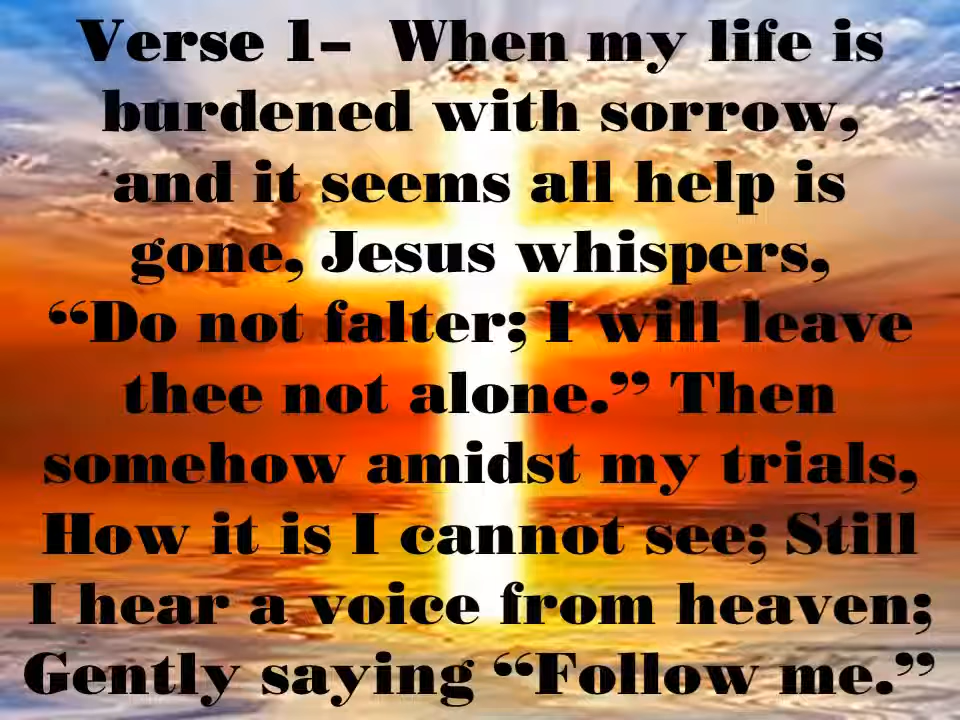 Verse 1–  When my life is
burdened with sorrow,
and it seems all help is
gone, Jesus whispers,
“Do not falter; I will leave
thee not alone.” Then
somehow amidst my trials,
How it is I cannot see; Still
I hear a voice from heaven;
Gently saying “Follow me.”